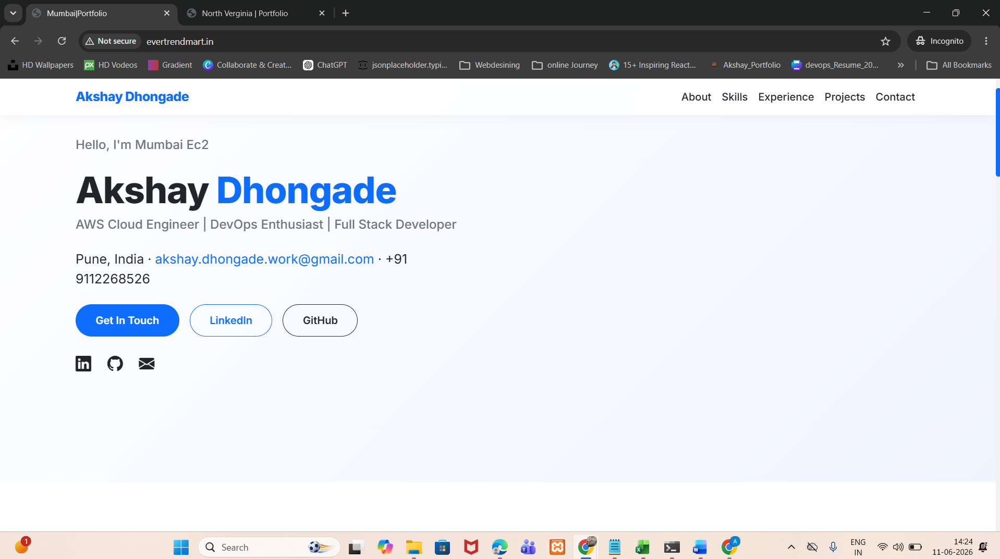 Mumbai|Portfolio
North Verginia | Portfolio
Not secure
evertrendmart.in
Incognito
HD Wallpapers
px
HD Vodeos
Gradient
Collaborate & Creat...
ChatGPT
jsonplaceholder.typi...
Webdesining
online Journey
15+ Inspiring React...
Akshay_Portfolio
devops_Resume_20...
All Bookmarks
Akshay Dhongade
About
Skills
Experience
Projects
Contact
Hello, I'm Mumbai Ec2
Akshay Dhongade
AWS Cloud Engineer | DevOps Enthusiast | Full Stack Developer
Pune, India · akshay.dhongade.work@gmail.com · +91
9112268526
Get In Touch
LinkedIn
GitHub
in
1
Search
A
ENG
IN
14:24
11-06-2026